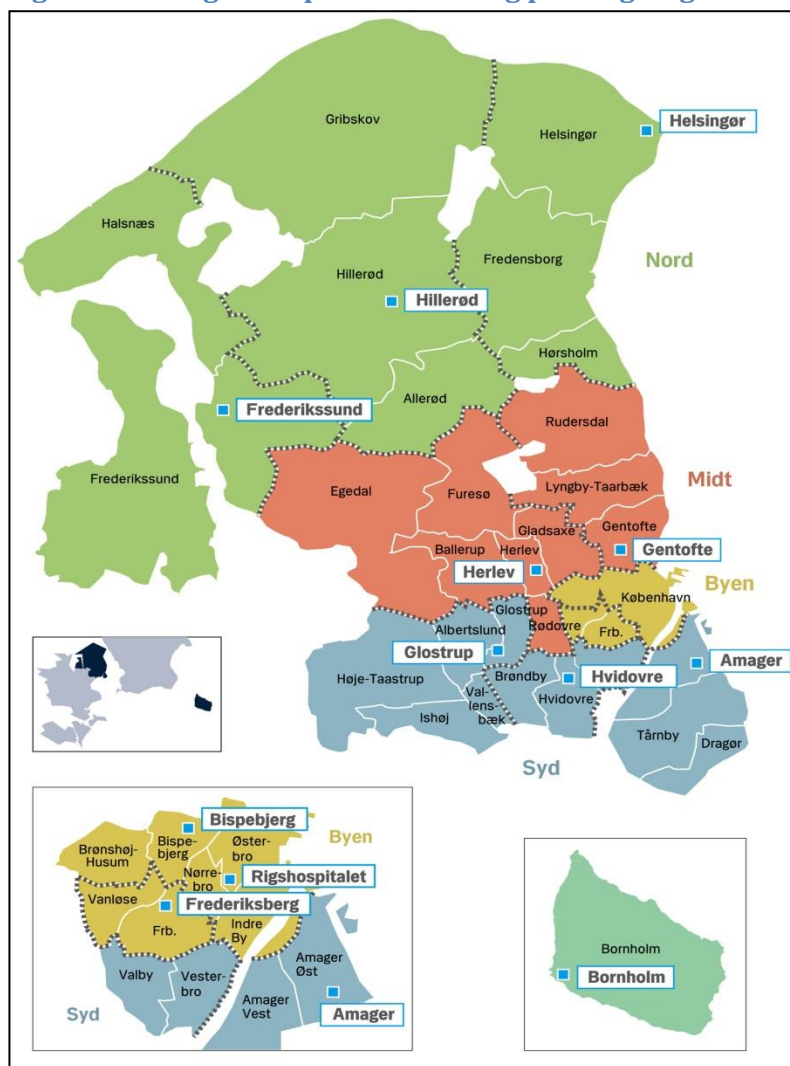 Gribskov
Helsingør
Helsingør
Halsnæs
Fredensborg
Nord
Hillerød
Hillerød
Hørsholm
Allerød
Frederikssund
Rudersdal
Frederikssund
Egedal
Furesø
Lyngby-Taarbæk
Midt
Gladsaxe
Gentofte
Gentofte
Ballerup
Herlev
Herlev
Byen
København
Glostrup
Rødovre
Frb.
Albertslund
Glostrup
Amager
Høje-Taastrup
Brøndby
Hvidovre
Val-
lens-
bæk
Hvidovre
Ishøj
Tårnby
Dragør
Syd
Bispebjerg
Byen
Brønshøj-
Husum
Bispe-
bjerg
Øster-
bro
Nørre-
bro
Rigshospitalet
Vanløse
Frederiksberg
Frb.
Indre
By
Valby
Vester-
bro
Amager
Øst
Syd
Amager
Vest
Amager
Bornholm
Bornholm